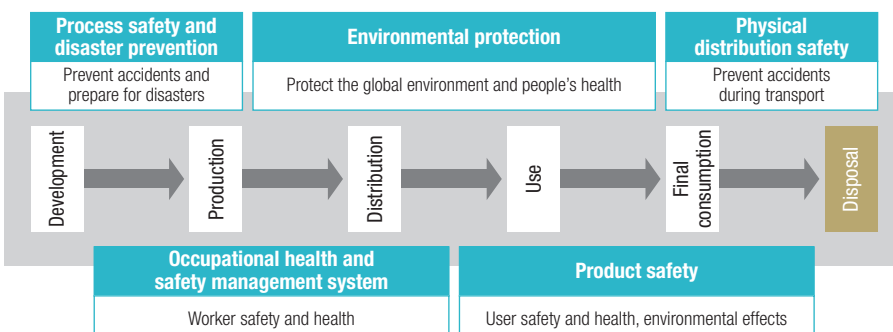 Process safety and
disaster prevention
Prevent accidents and
prepare for disasters
Environmental protection
Protect the global environment and people's health
Physical
distribution safety
Prevent accidents
during transport
Development
Production
Distribution
Use
Final
consumption
Disposal
Occupational health and
safety management system
Worker safety and health
Product safety
User safety and health, environmental effects